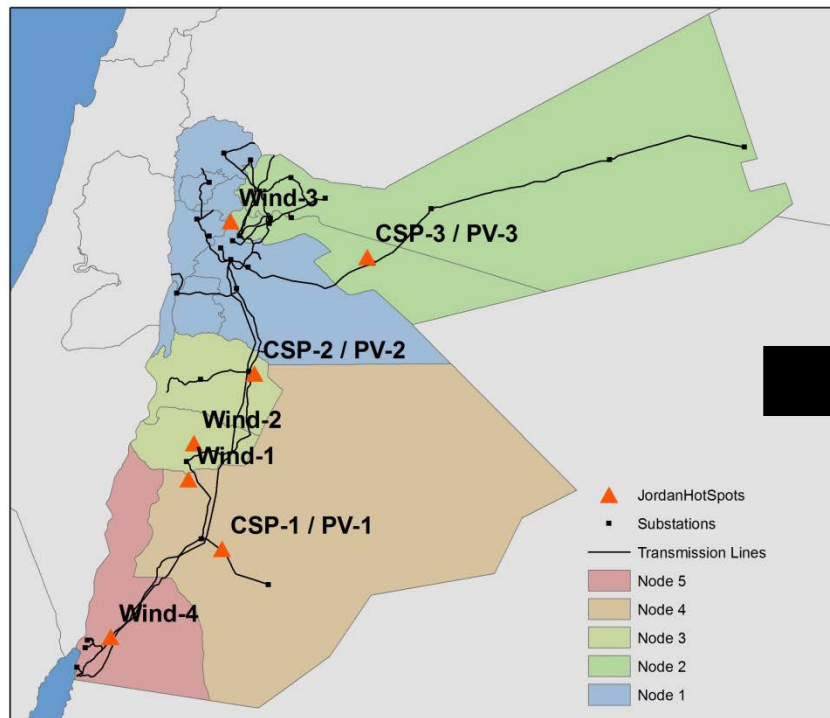 Wind-3
CSP-3 / PV-3
CSP-2 / PV-2
Wind-2
Wind-1
CSP-1 / PV-1
Wind-4
JordanHotSpots
Substations
Transmission Lines
Node 5
Node 4
Node 3
Node 2
Node 1